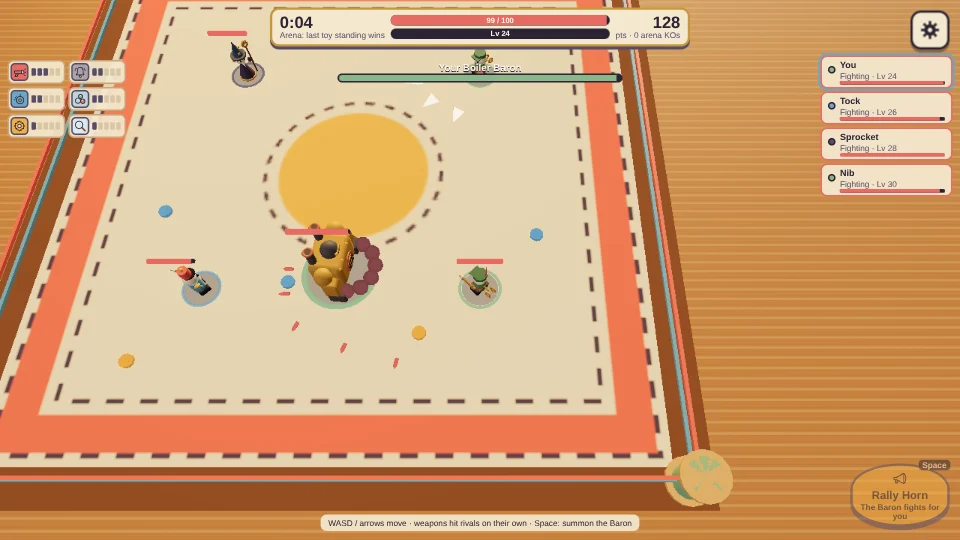 0:04
99 / 100
128
Arena: last toy standing wins
Lv 24
pts · 0 arena KOs
Your Boiler Baron
You
Fighting · Lv 24
Tock
Fighting · Lv 26
Sprocket
Fighting · Lv 28
Nib
Fighting · Lv 30
Space
Rally Horn
The Baron fights for
you
WASD / arrows move · weapons hit rivals on their own · Space: summon the Baron